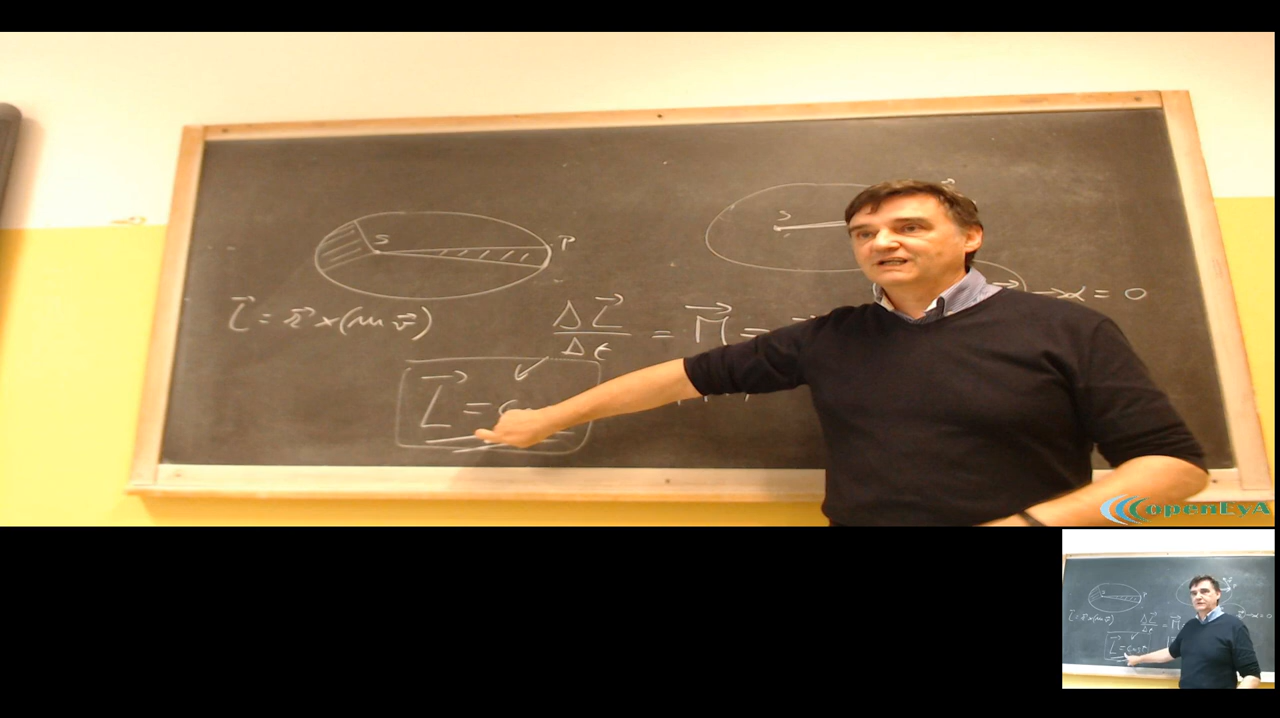 S
P
S
L⃗ = r⃗ x (m v⃗)
ΔL⃗ / Δt = M⃗ =
→ α = 0
L⃗ =
openEyA